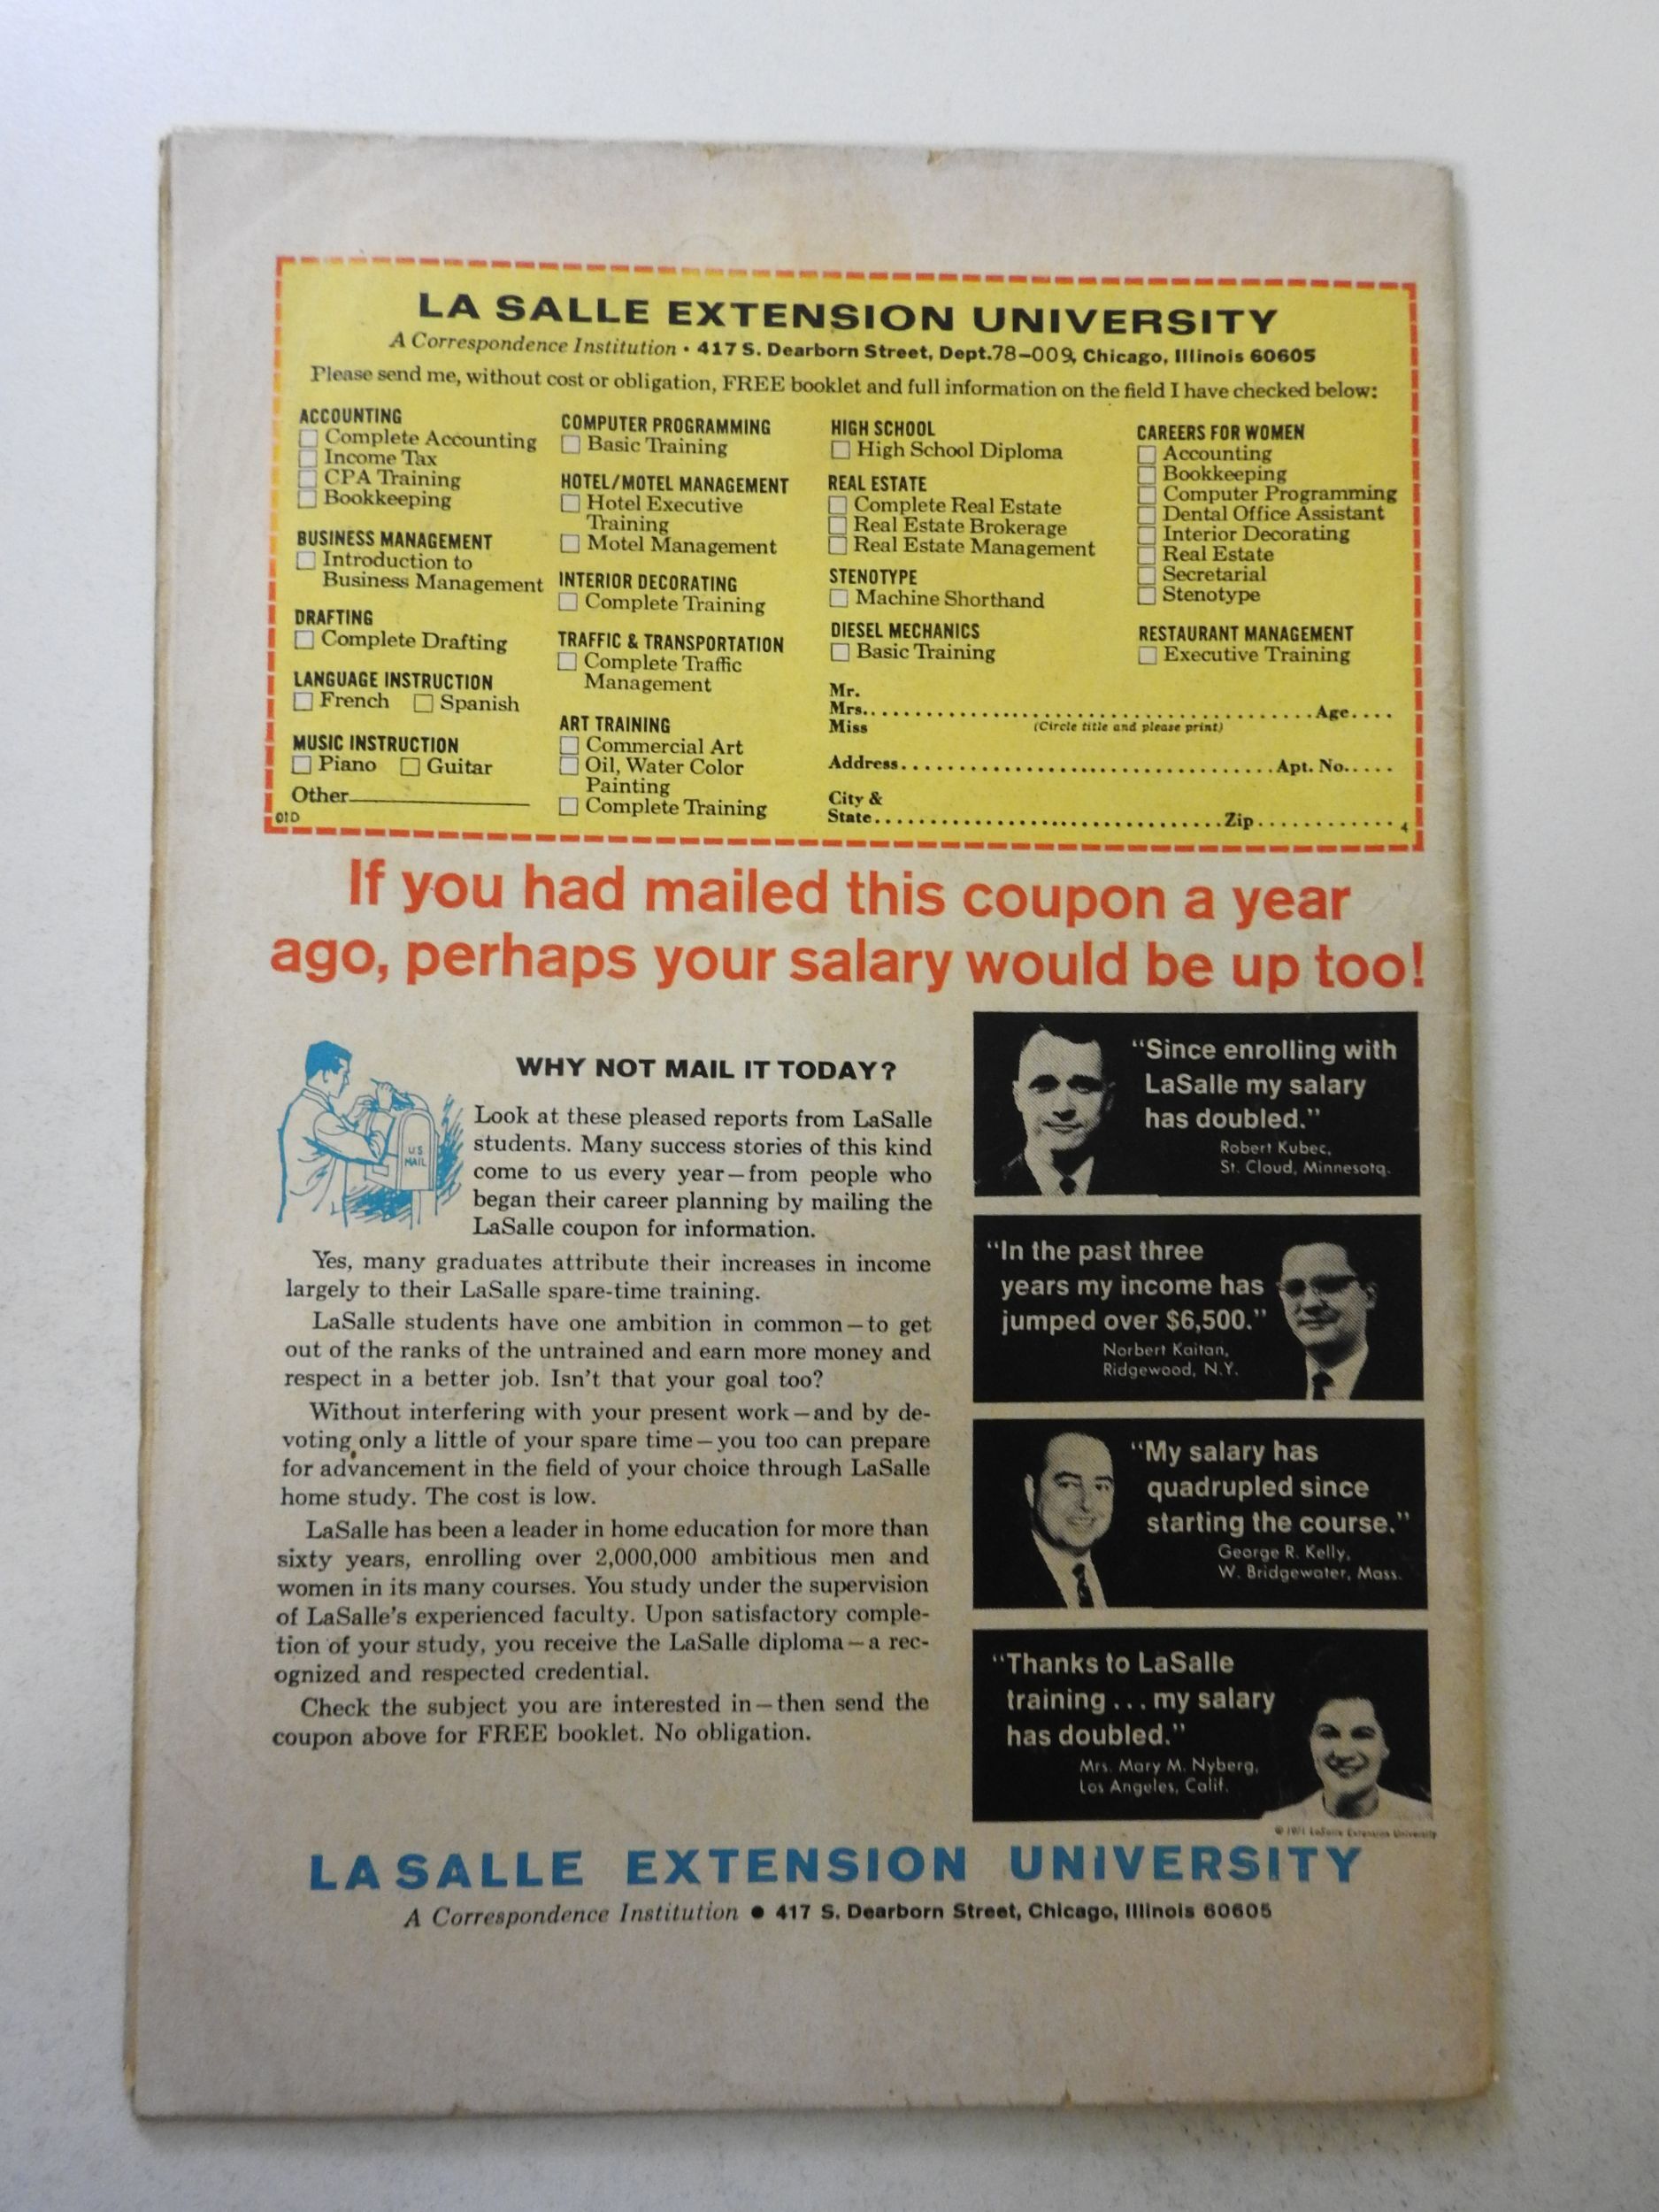 LA SALLE EXTENSION UNIVERSITY
A Correspondence Institution • 417 S. Dearborn Street, Dept.78-009, Chicago, Illinois 60605
Please send me, without cost or obligation, FREE booklet and full information on the field I have checked below:
ACCOUNTING
Complete Accounting
Income Tax
CPA Training
Bookkeeping
BUSINESS MANAGEMENT
Introduction to
Business Management
DRAFTING
Complete Drafting
LANGUAGE INSTRUCTION
French Spanish
MUSIC INSTRUCTION
Piano Guitar
Other
01D
COMPUTER PROGRAMMING
Basic Training
HOTEL/MOTEL MANAGEMENT
Hotel Executive
Training
Motel Management
INTERIOR DECORATING
Complete Training
TRAFFIC & TRANSPORTATION
Complete Traffic
Management
ART TRAINING
Commercial Art
Oil, Water Color
Painting
Complete Training
HIGH SCHOOL
High School Diploma
REAL ESTATE
Complete Real Estate
Real Estate Brokerage
Real Estate Management
STENOTYPE
Machine Shorthand
DIESEL MECHANICS
Basic Training
CAREERS FOR WOMEN
Accounting
Bookkeeping
Computer Programming
Dental Office Assistant
Interior Decorating
Real Estate
Secretarial
Stenotype
RESTAURANT MANAGEMENT
Executive Training
Mr.
Mrs. Age
Miss (Circle title and please print)
Address Apt. No.
City &
State Zip
4
If you had mailed this coupon a year
ago, perhaps your salary would be up too!
U.S.
MAIL
WHY NOT MAIL IT TODAY?
Look at these pleased reports from LaSalle
students. Many success stories of this kind
come to us every year—from people who
began their career planning by mailing the
LaSalle coupon for information.
Yes, many graduates attribute their increases in income
largely to their LaSalle spare-time training.
LaSalle students have one ambition in common—to get
out of the ranks of the untrained and earn more money and
respect in a better job. Isn't that your goal too?
Without interfering with your present work—and by de-
voting only a little of your spare time—you too can prepare
for advancement in the field of your choice through LaSalle
home study. The cost is low.
LaSalle has been a leader in home education for more than
sixty years, enrolling over 2,000,000 ambitious men and
women in its many courses. You study under the supervision
of LaSalle's experienced faculty. Upon satisfactory comple-
tion of your study, you receive the LaSalle diploma—a rec-
ognized and respected credential.
Check the subject you are interested in—then send the
coupon above for FREE booklet. No obligation.
"Since enrolling with
LaSalle my salary
has doubled."
Robert Kubec,
St. Cloud, Minnesota.
"In the past three
years my income has
jumped over $6,500."
Norbert Kaitan,
Ridgewood, N.Y.
"My salary has
quadrupled since
starting the course."
George R. Kelly,
W. Bridgewater, Mass.
"Thanks to LaSalle
training . . . my salary
has doubled."
Mrs. Mary M. Nyberg,
Los Angeles, Calif.
© 1971 LaSalle Extension University
LASALLE EXTENSION UNIVERSITY
A Correspondence Institution • 417 S. Dearborn Street, Chicago, Illinois 60605